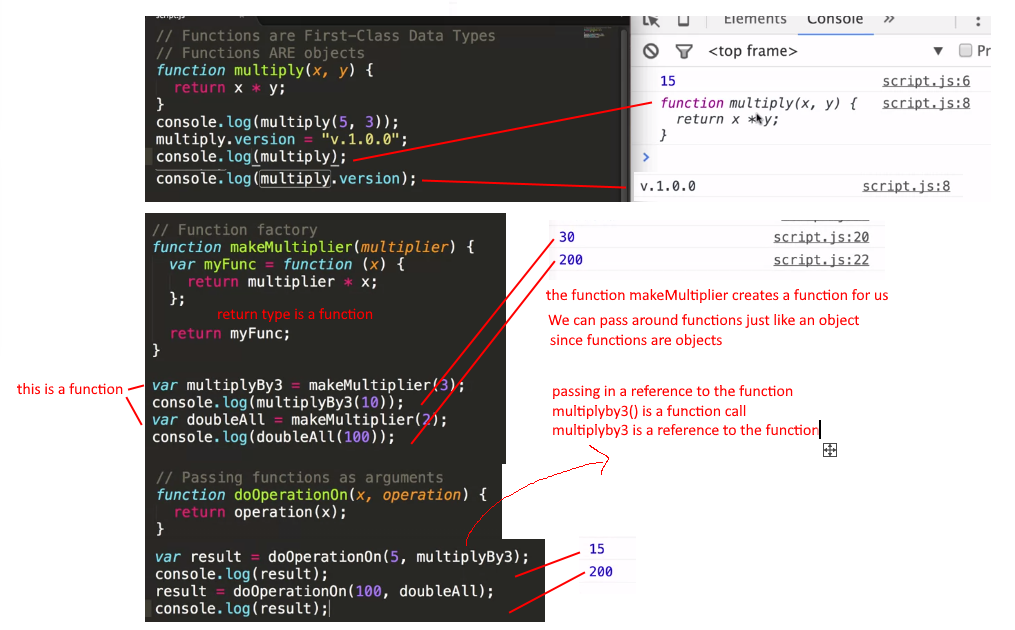 script.js
// Functions are First-Class Data Types
// Functions ARE objects
function multiply(x, y) {
return x * y;
}
console.log(multiply(5, 3));
multiply.version = "v.1.0.0";
console.log(multiply);
console.log(multiply.version);
Elements Console »
<top frame> ▼ Pr
15 script.js:6
function multiply(x, y) { script.js:8
return x * y;
}
>
v.1.0.0 script.js:8
// Function factory
function makeMultiplier(multiplier) {
var myFunc = function (x) {
return multiplier * x;
};
return type is a function
return myFunc;
}
this is a function
var multiplyBy3 = makeMultiplier(3);
console.log(multiplyBy3(10));
var doubleAll = makeMultiplier(2);
console.log(doubleAll(100));
30 script.js:20
200 script.js:22
the function makeMultiplier creates a function for us
We can pass around functions just like an object
since functions are objects
passing in a reference to the function
multiplyby3() is a function call
multiplyby3 is a reference to the function
// Passing functions as arguments
function doOperationOn(x, operation) {
return operation(x);
}
var result = doOperationOn(5, multiplyBy3);
console.log(result);
result = doOperationOn(100, doubleAll);
console.log(result);
15
200